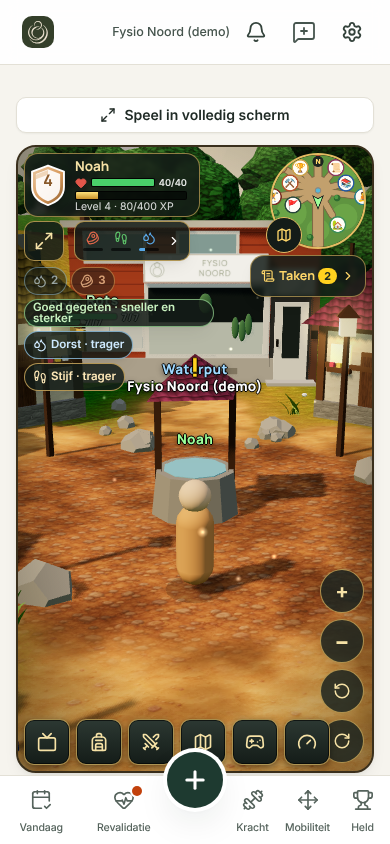 Fysio Noord (demo)
Speel in volledig scherm
Noah
4
40/40
Level 4 · 80/400 XP
N
FYSIO
NOORD
2
3
Taken 2
Goed gegeten · sneller en
sterker
Dorst · trager
Waterput
Stijf · trager
Fysio Noord (demo)
Noah
Vandaag
Revalidatie
Kracht
Mobiliteit
Held